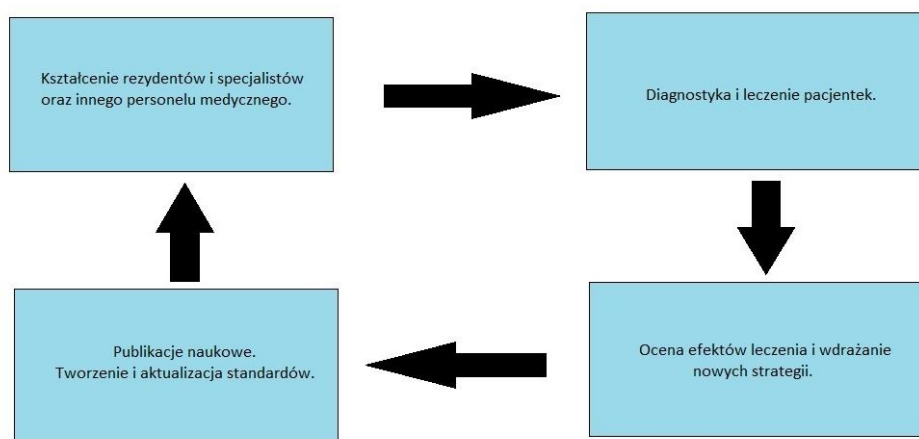 Kształcenie rezydentów i specjalistów
oraz innego personelu medycznego.
Diagnostyka i leczenie pacjentek.
Ocena efektów leczenia i wdrażanie
nowych strategii.
Publikacje naukowe.
Tworzenie i aktualizacja standardów.